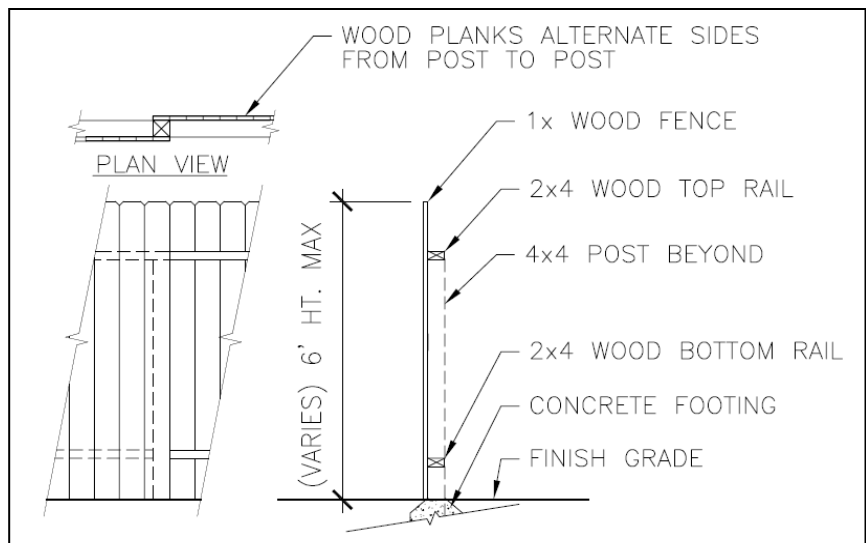 WOOD PLANKS ALTERNATE SIDES
FROM POST TO POST
PLAN VIEW
1x WOOD FENCE
2x4 WOOD TOP RAIL
4x4 POST BEYOND
(VARIES) 6' HT. MAX
2x4 WOOD BOTTOM RAIL
CONCRETE FOOTING
FINISH GRADE